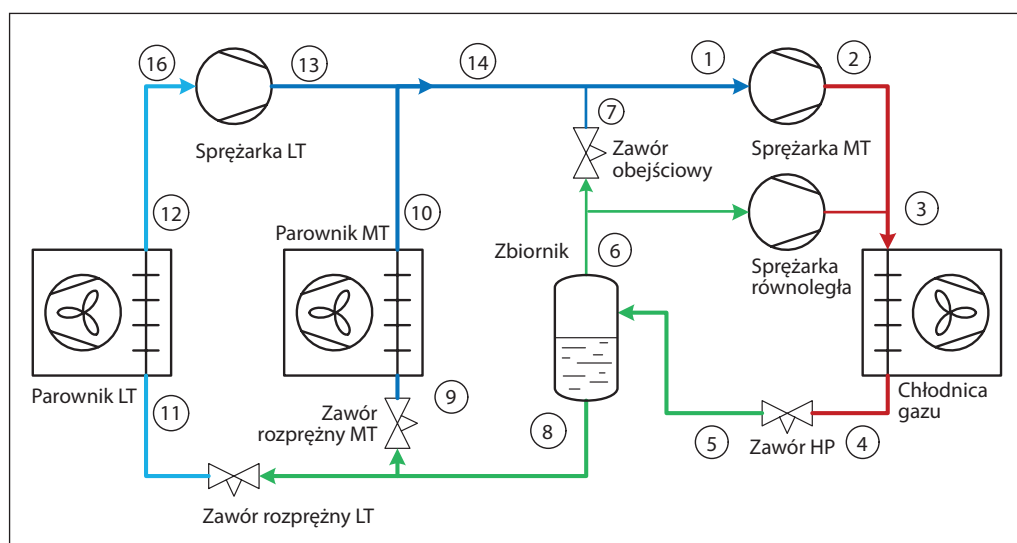 16
13
14
1
2
Sprężarka LT
7
Zawór
obejściowy
Sprężarka MT
12
10
3
Parownik MT
Zbiornik
6
Sprężarka
równoległa
Parownik LT
11
Zawór
rozprężny MT
9
8
5
Zawór HP
4
Chłodnica
gazu
Zawór rozprężny LT